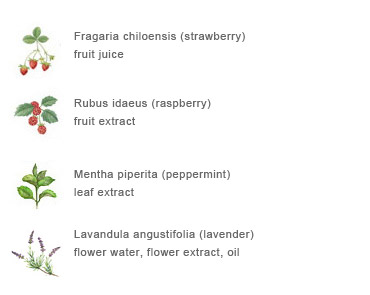 Fragaria chiloensis (strawberry)
fruit juice
Rubus idaeus (raspberry)
fruit extract
Mentha piperita (peppermint)
leaf extract
Lavandula angustifolia (lavender)
flower water, flower extract, oil